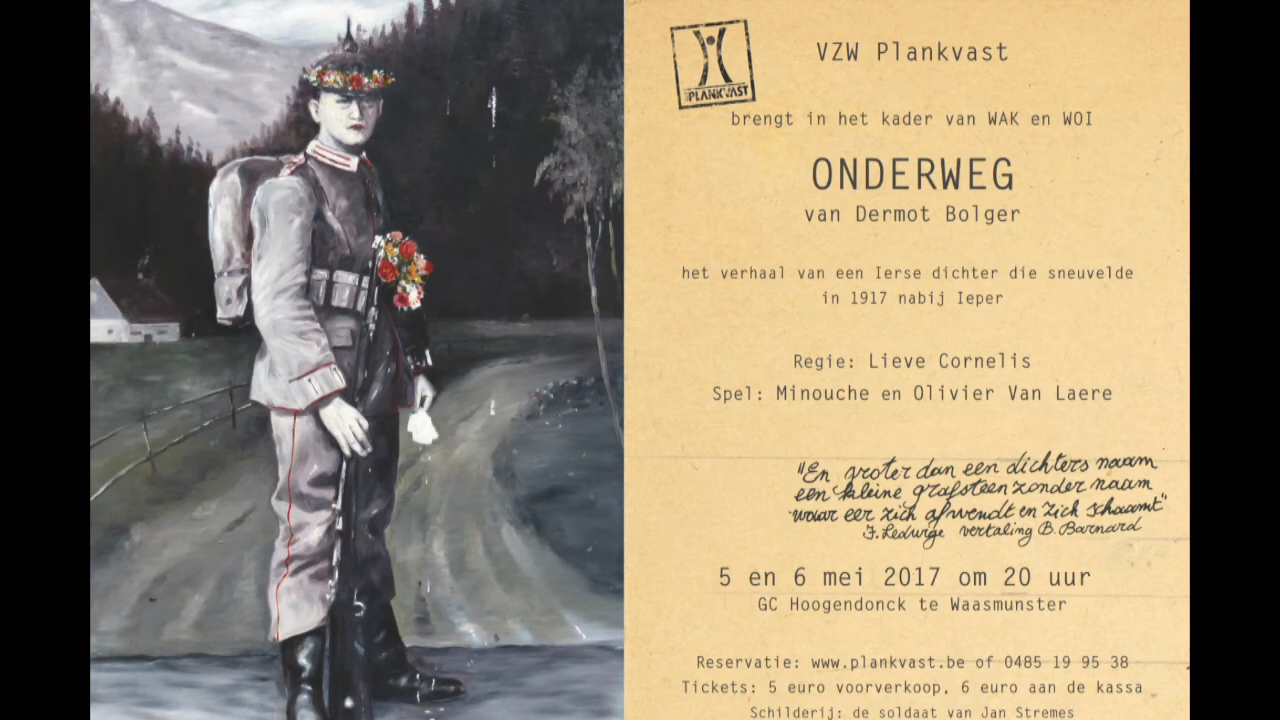 PLANKVAST
VZW Plankvast
brengt in het kader van WAK en WOI
ONDERWEG
van Dermot Bolger
het verhaal van een Ierse dichter die sneuvelde
in 1917 nabij Ieper
Regie: Lieve Cornelis
Spel: Minouche en Olivier Van Laere
"En groter dan een dichters naam
een kleine grafsteen zonder naam
waar eer zich afwendt en zich schaamt"
F. Ledwige vertaling B. Barnard
5 en 6 mei 2017 om 20 uur
GC Hoogendonck te Waasmunster
Reservatie: www.plankvast.be of 0485 19 95 38
Tickets: 5 euro voorverkoop, 6 euro aan de kassa
Schilderij: de soldaat van Jan Stremes